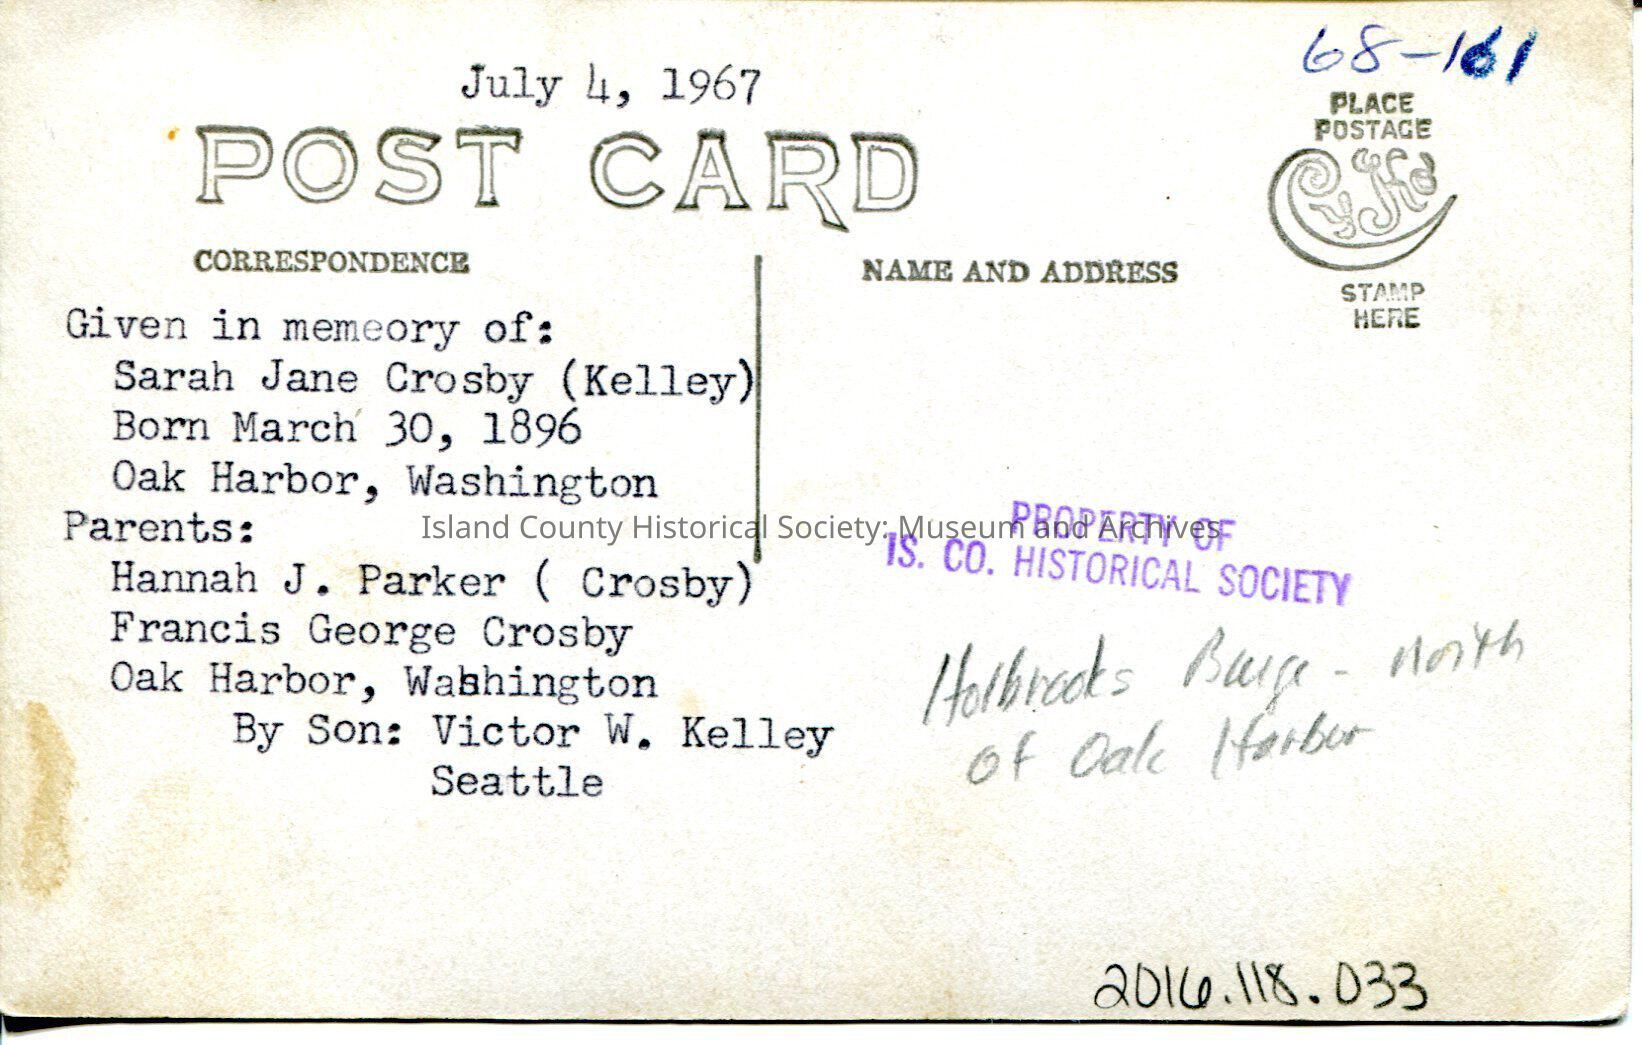 68-161
July 4, 1967
PLACE
POSTAGE
POST CARD
CORRESPONDENCE
NAME AND ADDRESS
STAMP
HERE
Given in memeory of:
Sarah Jane Crosby (Kelley)
Born March 30, 1896
Oak Harbor, Washington
Parents:
Hannah J. Parker ( Crosby)
Francis George Crosby
Oak Harbor, Washington
By Son: Victor W. Kelley
Seattle
Island County Historical Society: Museum and Archives
PROPERTY OF
IS. CO. HISTORICAL SOCIETY
Holbrooks Barge - North
of Oak Harbor
2016.118.033